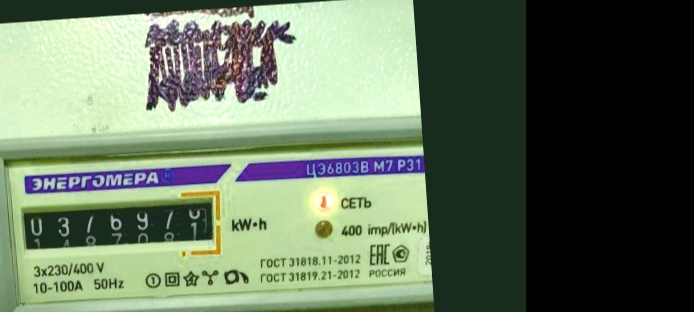 ЭНЕРГОМЕРА
ЦЭ6803В М7 Р31
СЕТЬ
kW•h
400 imp/(kW•h)
3x230/400 V
10-100A 50Hz
ГОСТ 31818.11-2012
ГОСТ 31819.21-2012
ЕАС
РОССИЯ